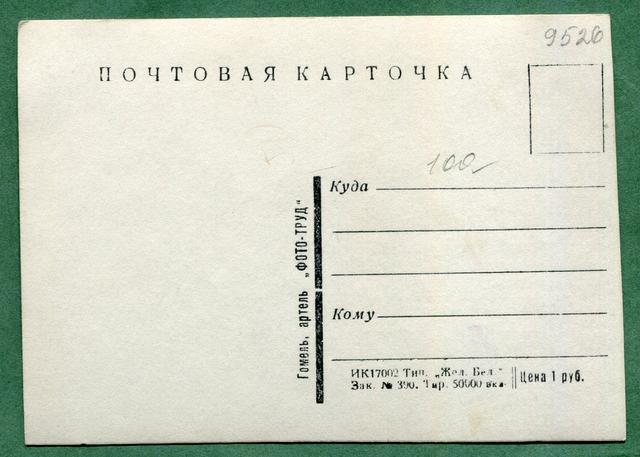 9526
ПОЧТОВАЯ КАРТОЧКА
100
Куда
Гомель, артель „ФОТО-ТРУД“
Кому
ИК17002 Тип. „Жел. Бел.“
Зак. № 390. Тир. 50000 экз.
Цена 1 руб.